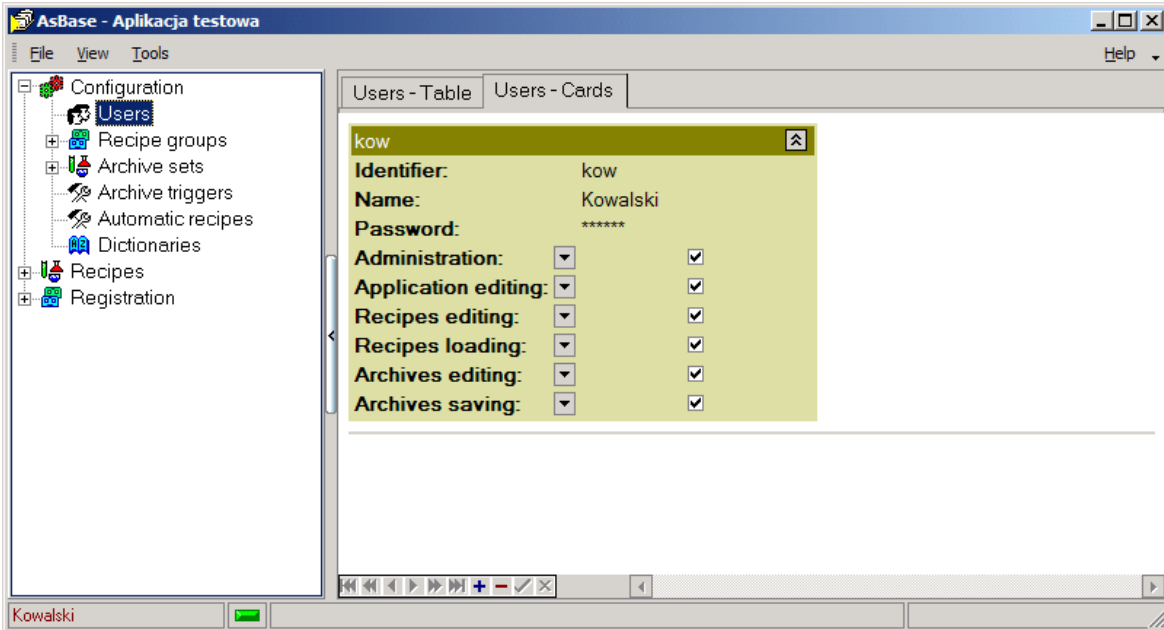 AsBase - Aplikacja testowa
File View Tools Help
Configuration
Users
Recipe groups
Archive sets
Archive triggers
Automatic recipes
Dictionaries
Recipes
Registration
Users - Table Users - Cards
kow
Identifier: kow
Name: Kowalski
Password: ******
Administration:
Application editing:
Recipes editing:
Recipes loading:
Archives editing:
Archives saving:
Kowalski